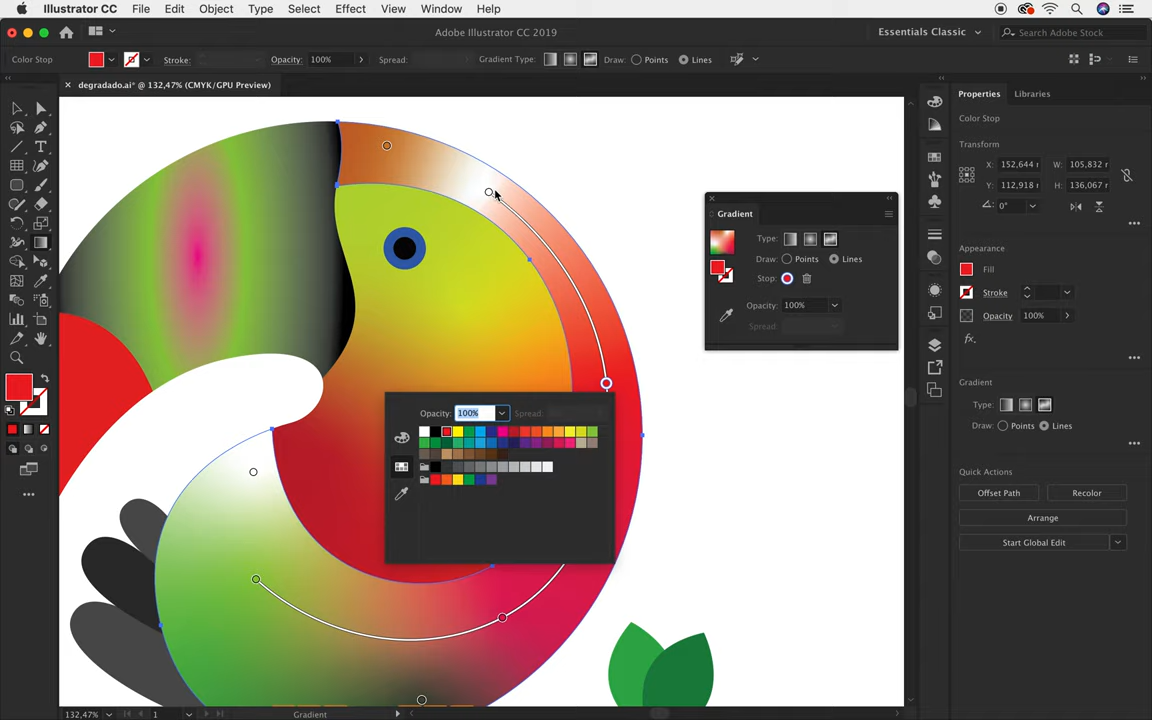 Illustrator CC File Edit Object Type Select Effect View Window Help
Adobe Illustrator CC 2019
Essentials Classic
Search Adobe Stock
Color Stop Stroke: Opacity: 100% Spread: Gradient Type: Draw: Points Lines
degradado.ai* @ 132,47% (CMYK/GPU Preview)
Properties Libraries
Color Stop
Transform
X: 152,644 W: 105,832
Y: 112,918 H: 136,067
0°
Appearance
Fill
Stroke
Opacity 100%
fx.
Gradient
Type:
Draw: Points Lines
Quick Actions
Offset Path Recolor
Arrange
Start Global Edit
Gradient
Type:
Draw: Points Lines
Stop:
Opacity: 100%
Spread:
Opacity: 100% Spread:
132,47% 1 Gradient